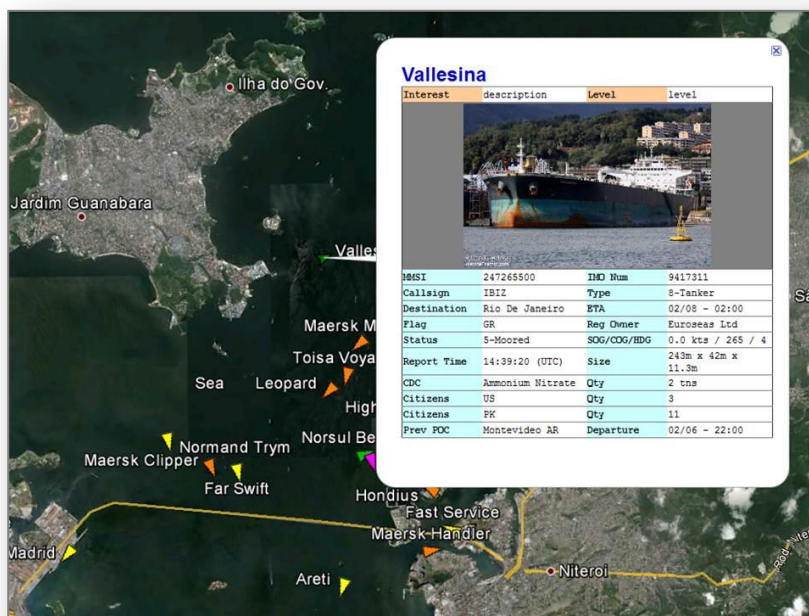 Ilha do Gov.
Jardim Guanabara
Valles
Maersk M
Toisa Voya
Sea
Leopard
High
Normand Trym
Norsul Be
Maersk Clipper
Far Swift
Hondius
Fast Service
Maersk Handler
Madrid
Areti
Niteroi
Vallesina
Interest description Level level
MMSI 247265500 IMO Num 9417311
Callsign IBIZ Type 8-Tanker
Destination Rio De Janeiro ETA 02/08 - 02:00
Flag GR Reg Owner Euroseas Ltd
Status 5-Moored SOG/COG/HDG 0.0 kts / 265 / 4
Report Time 14:39:20 (UTC) Size 243m x 42m x
11.3m
CDC Ammonium Nitrate Qty 2 tns
Citizens US Qty 3
Citizens PK Qty 11
Prev POC Montevideo AR Departure 02/06 - 22:00